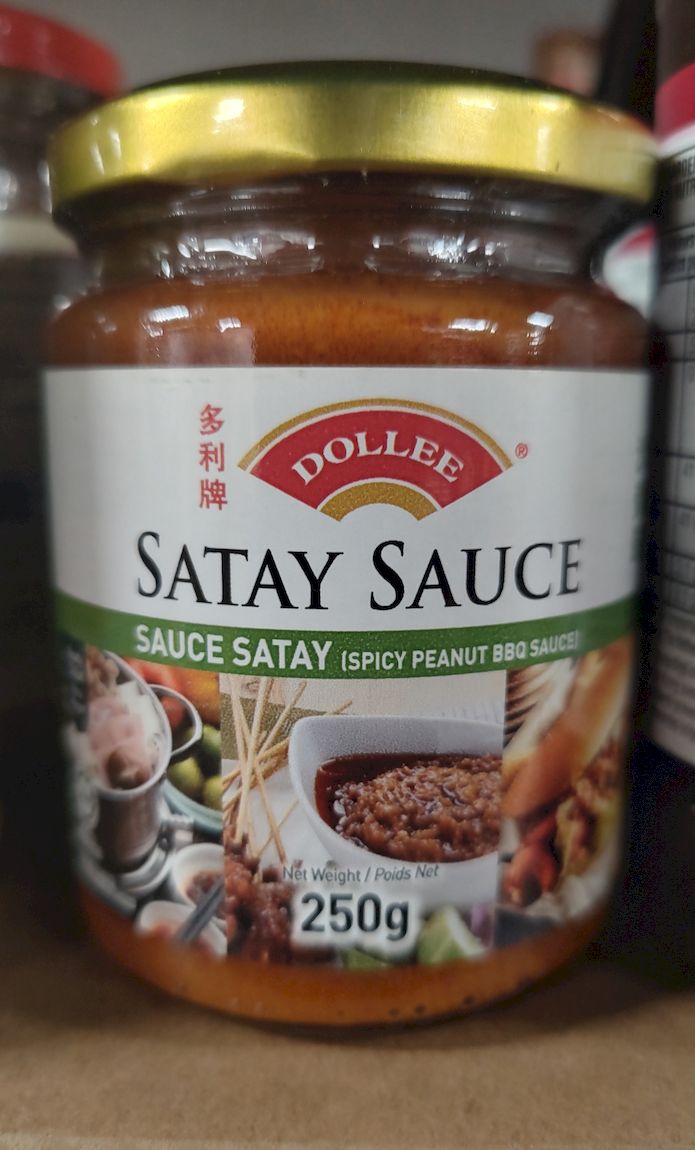 多利牌
DOLLEE®
SATAY SAUCE
SAUCE SATAY (SPICY PEANUT BBQ SAUCE)
Net Weight / Poids Net
250g